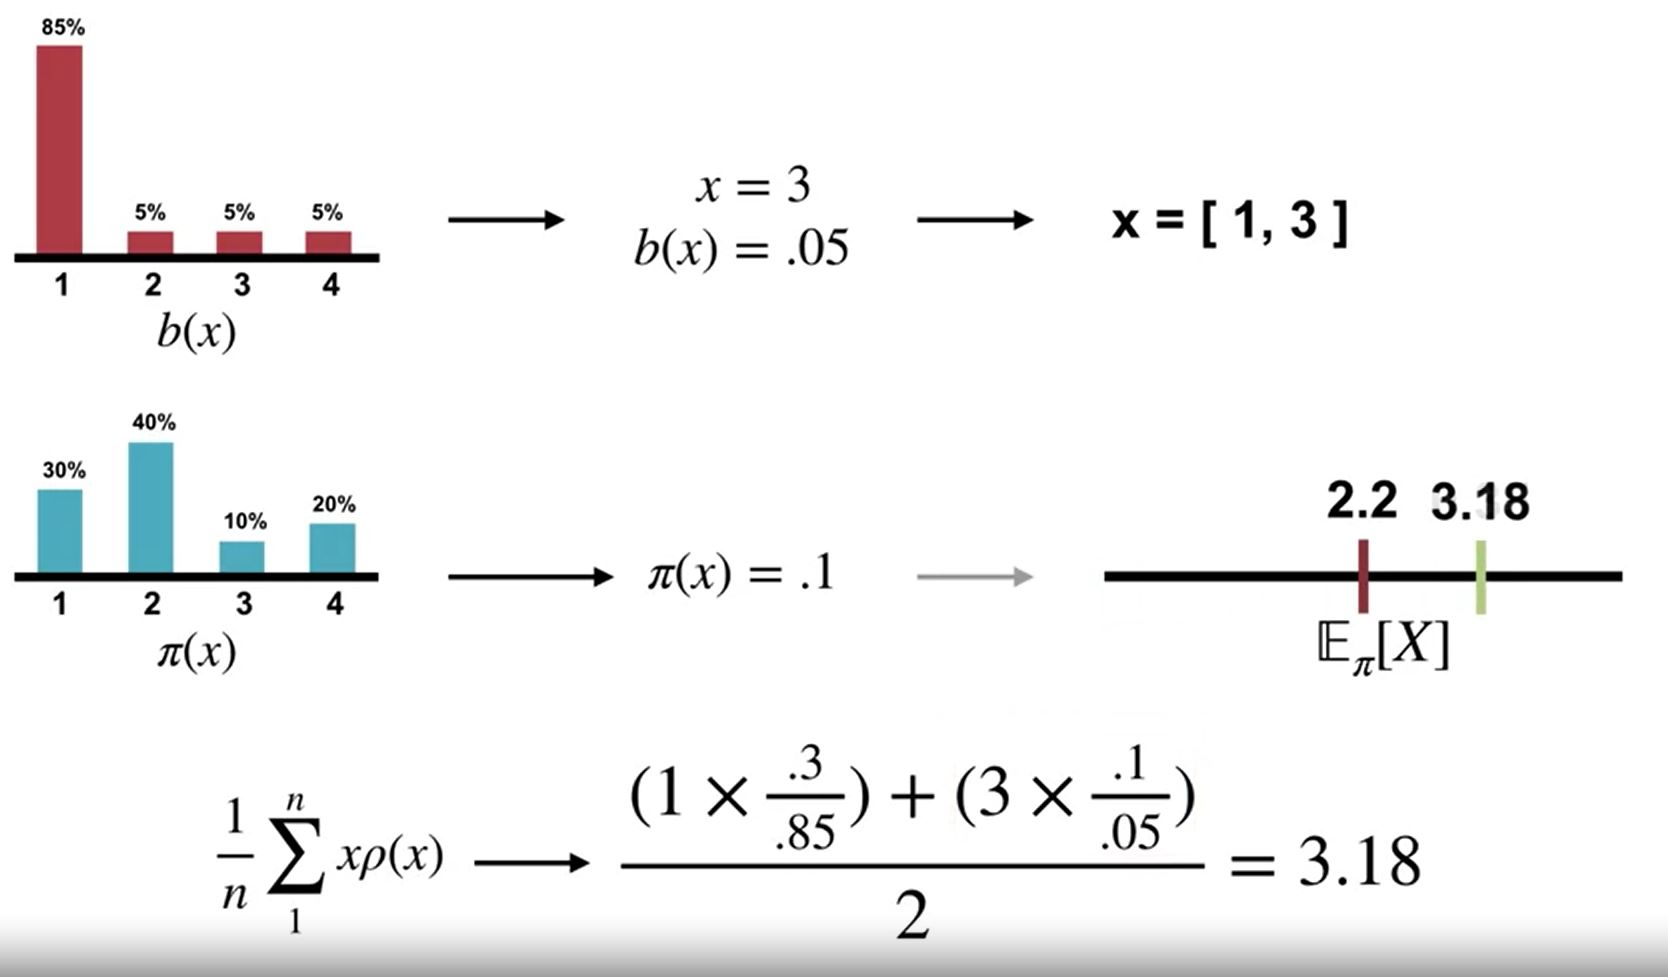 85%
5% 5% 5%
1 2 3 4
b(x)
x = 3
b(x) = .05
x = [ 1, 3 ]
40%
30%
20%
10%
1 2 3 4
π(x)
π(x) = .1
2.2 3.18
𝔼π[X]
1/n ∑ n 1 xρ(x)
(1 × .3/.85) + (3 × .1/.05) / 2 = 3.18